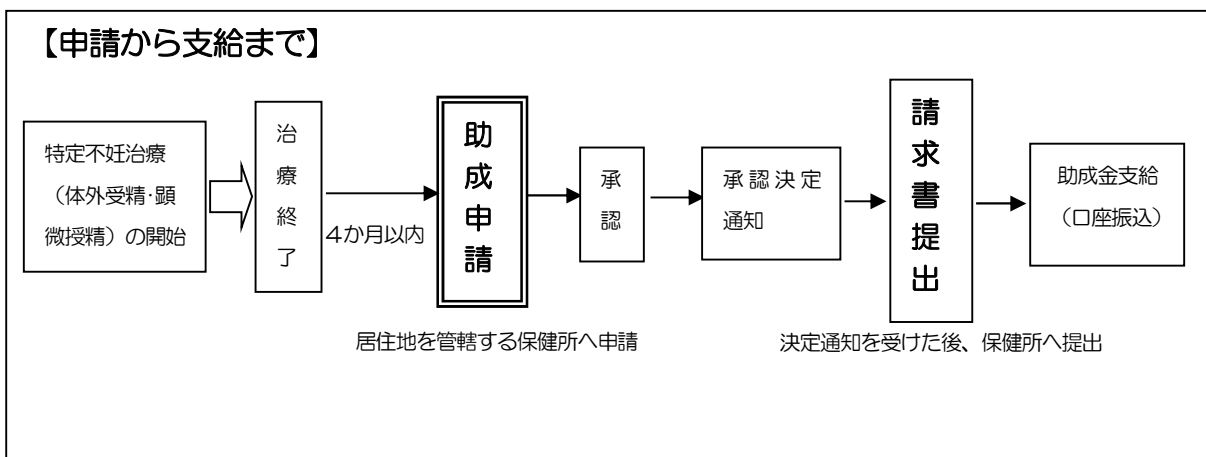 【申請から支給まで】
特定不妊治療
（体外受精・顕
微授精）の開始
治療終了
４か月以内
助成申請
居住地を管轄する保健所へ申請
承認
承認決定
通知
請求書提出
決定通知を受けた後、保健所へ提出
助成金支給
（口座振込）